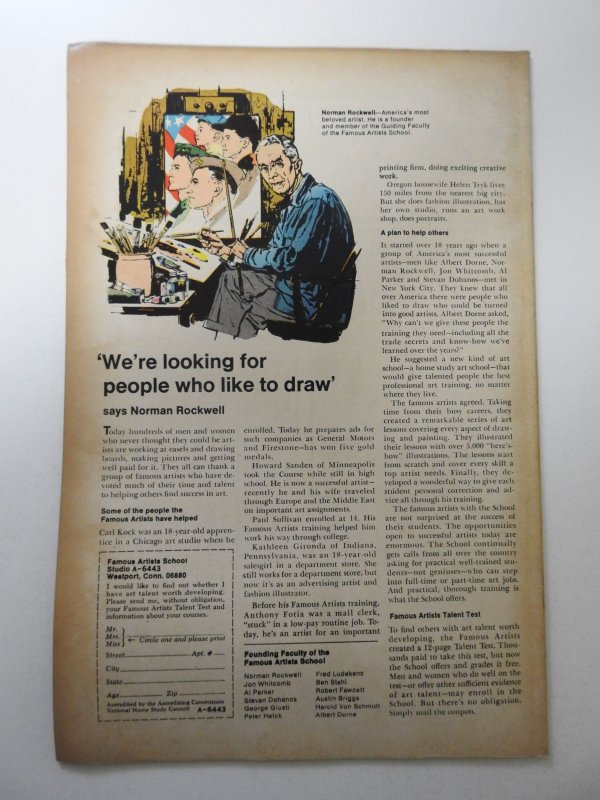 Norman Rockwell—America's most
beloved artist. He is a founder
and member of the Guiding Faculty
of the Famous Artists School.
'We're looking for
people who like to draw'
says Norman Rockwell
Today hundreds of men and women
who never thought they could be art-
ists are working at easels and drawing
boards, making pictures and getting
well paid for it. They all can thank a
group of famous artists who have de-
voted much of their time and talent
to helping others find success in art.
Some of the people the
Famous Artists have helped
Carl Kock was an 18-year-old appren-
tice in a Chicago art studio when he
enrolled. Today he prepares ads for
such companies as General Motors
and Firestone—has won five gold
medals.
Howard Sanden of Minneapolis
took the Course while still in high
school. He is now a successful artist—
recently he and his wife traveled
through Europe and the Middle East
on important art assignments.
Paul Sullivan enrolled at 14. His
Famous Artists training helped him
work his way through college.
Kathleen Gironda of Indiana,
Pennsylvania, was an 18-year-old
salesgirl in a department store. She
still works for a department store, but
now it's as an advertising artist and
fashion illustrator.
Before his Famous Artists training,
Anthony Fotia was a mail clerk,
"stuck" in a low-pay routine job. To-
day, he's an artist for an important
printing firm, doing exciting creative
work.
Oregon housewife Helen Tryk lives
150 miles from the nearest big city.
But she does fashion illustration, has
her own studio, runs an art work
shop, does portraits.
A plan to help others
It started over 18 years ago when a
group of America's most successful
artists—men like Albert Dorne, Nor-
man Rockwell, Jon Whitcomb, Al
Parker and Stevan Dohanos—met in
New York City. They knew that all
over America there were people who
liked to draw who could be turned
into good artists. Albert Dorne asked,
"Why can't we give these people the
training they need—including all the
trade secrets and know-how we've
learned over the years?"
He suggested a new kind of art
school—a home study art school—that
would give talented people the best
professional art training, no matter
where they live.
The famous artists agreed. Taking
time from their busy careers, they
created a remarkable series of art
lessons covering every aspect of draw-
ing and painting. They illustrated
their lessons with over 5,000 "here's-
how" illustrations. The lessons start
from scratch and cover every skill a
top artist needs. Finally, they de-
veloped a wonderful way to give each
student personal correction and ad-
vice all through his training.
The famous artists with the School
are not surprised at the success of
their students. The opportunities
open to successful artists today are
enormous. The School continually
gets calls from all over the country
asking for practical well-trained stu-
dents—not geniuses—who can step
into full-time or part-time art jobs.
And practical, thorough training is
what the School offers.
Famous Artists Talent Test
To find others with art talent worth
developing, the Famous Artists
created a 12-page Talent Test. Thou-
sands paid to take this test, but now
the School offers and grades it free.
Men and women who do well on the
test—or offer other sufficient evidence
of art talent—may enroll in the
School. But there's no obligation.
Simply mail the coupon.
Famous Artists School
Studio A-6443
Westport, Conn. 06880
I would like to find out whether I
have art talent worth developing.
Please send me, without obligation,
your Famous Artists Talent Test and
information about your courses.
Mr.
Mrs. ← Circle one and please print
Miss
Street Apt. #
City
State
Age Zip
Accredited by the Accrediting Commission
National Home Study Council A-6443
Founding Faculty of the
Famous Artists School
Norman Rockwell
Jon Whitcomb
Al Parker
Stevan Dohanos
George Giusti
Peter Helck
Fred Ludekens
Ben Stahl
Robert Fawcett
Austin Briggs
Harold Von Schmidt
Albert Dorne